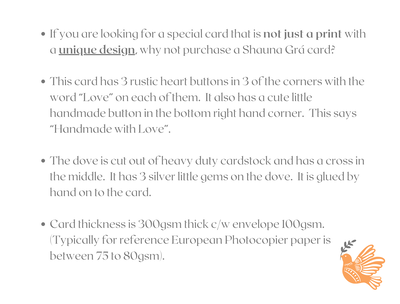 • If you are looking for a special card that is not just a print with
a unique design, why not purchase a Shauna Grá card?
• This card has 3 rustic heart buttons in 3 of the corners with the
word "Love" on each of them. It also has a cute little
handmade button in the bottom right hand corner. This says
"Handmade with Love".
• The dove is cut out of heavy duty cardstock and has a cross in
the middle. It has 3 silver little gems on the dove. It is glued by
hand on to the card.
• Card thickness is 300gsm thick c/w envelope 100gsm.
(Typically for reference European Photocopier paper is
between 75 to 80gsm).